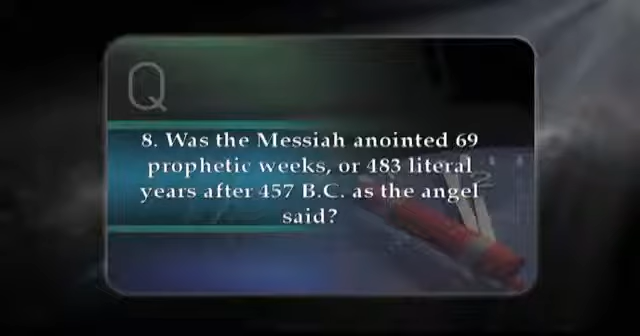 Q
8. Was the Messiah anointed 69
prophetic weeks, or 483 literal
years after 457 B.C. as the angel
said?